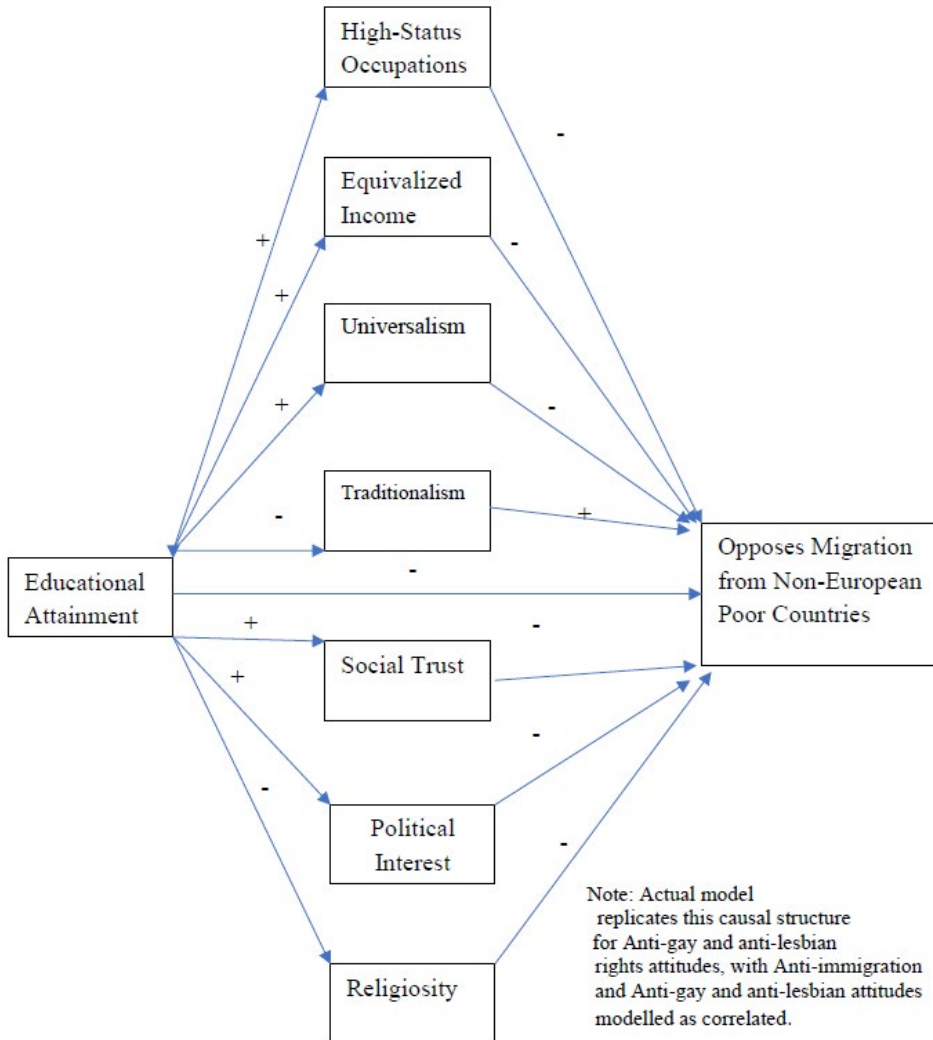 High-Status
Occupations
-
Equivalized
Income
+
-
+
Universalism
+
-
Traditionalism
-
+
Opposes Migration
from Non-European
Poor Countries
-
Educational
Attainment
+
-
Social Trust
+
-
-
Political
Interest
-
Note: Actual model
replicates this causal structure
for Anti-gay and anti-lesbian
rights attitudes, with Anti-immigration
and Anti-gay and anti-lesbian attitudes
modelled as correlated.
Religiosity